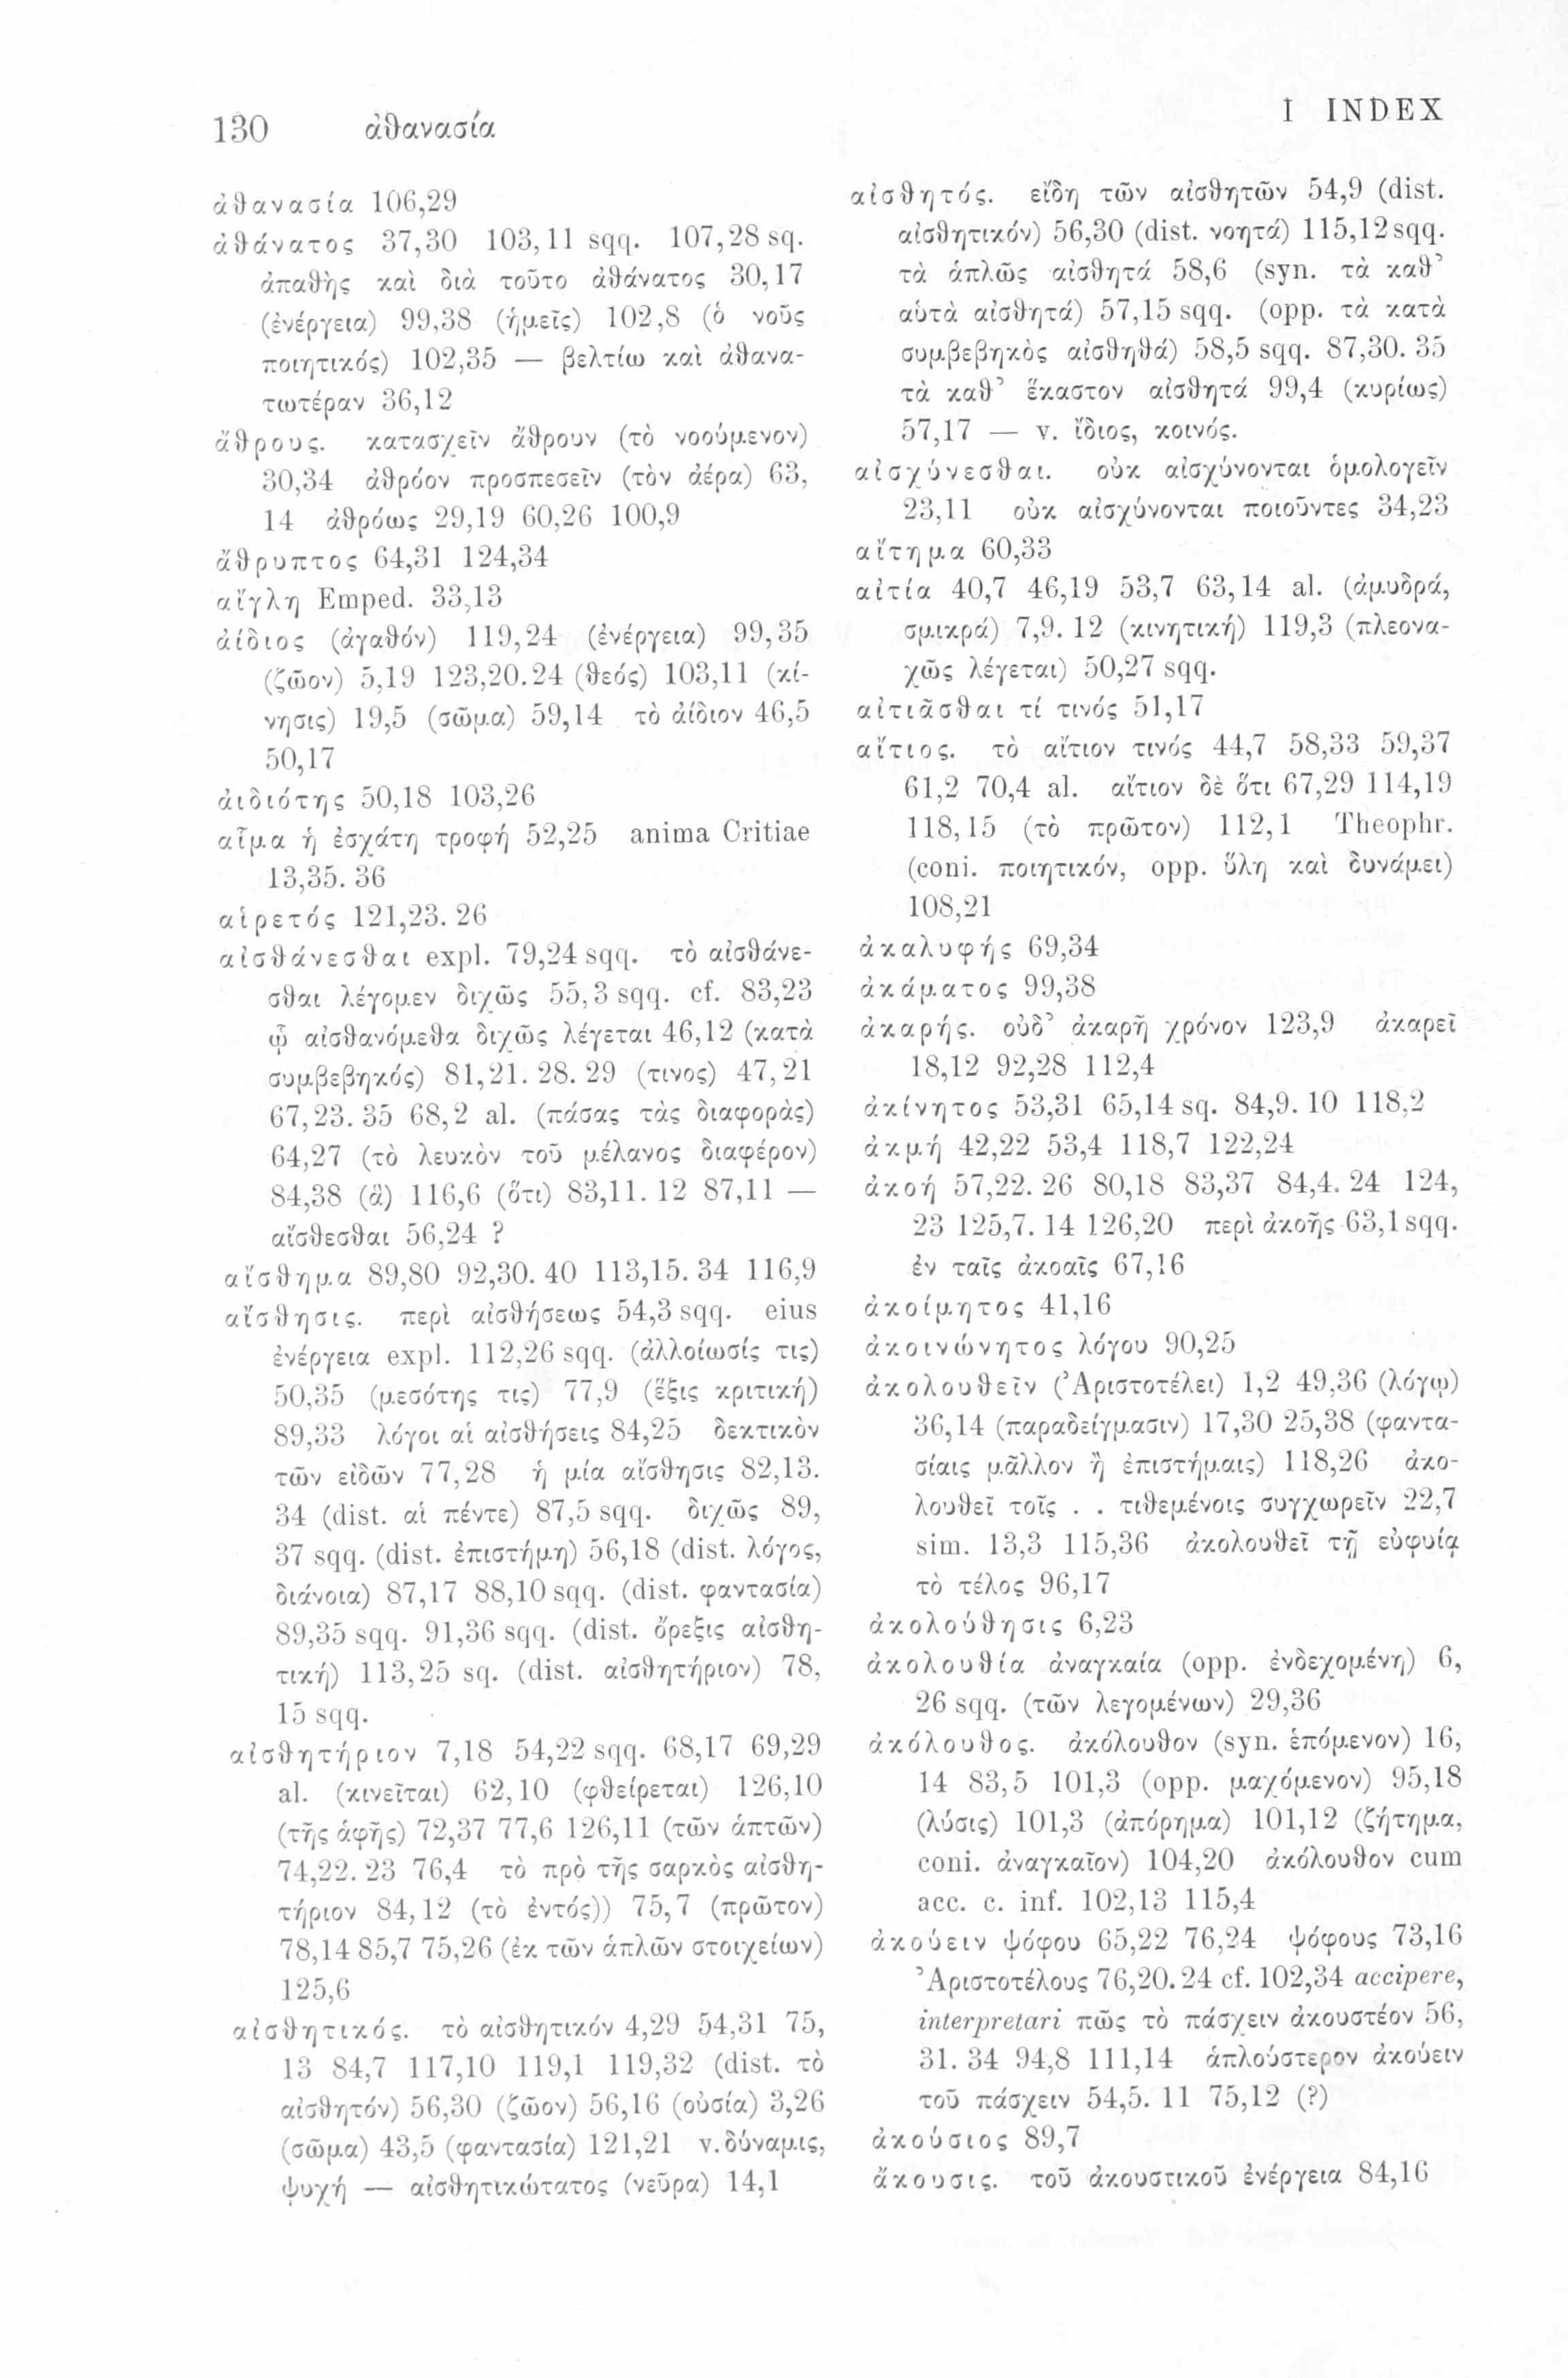 130 ἀθανασία
I INDEX
ἀθανασία 106,29
ἀθάνατος 37,30 103,11 sqq. 107,28 sq.
ἀπαθὴς καὶ διὰ τοῦτο ἀθάνατος 30,17
(ἐνέργεια) 99,38 (ἡμεῖς) 102,8 (ὁ νοῦς
ποιητικός) 102,35 — βελτίω καὶ ἀθανα-
τωτέραν 36,12
ἄθρους. κατασχεῖν ἄθρουν (τὸ νοούμενον)
30,34 ἀθρόον προσπεσεῖν (τὸν ἀέρα) 63,
14 ἀθρόως 29,19 60,26 100,9
ἄθρυπτος 64,31 124,34
αἴγλη Emped. 33,13
ἀίδιος (ἀγαθόν) 119,24 (ἐνέργεια) 99,35
(ζῶον) 5,19 123,20.24 (θεός) 103,11 (κί-
νησις) 19,5 (σῶμα) 59,14 τὸ ἀίδιον 46,5
50,17
ἀιδιότης 50,18 103,26
αἷμα ἡ ἐσχάτη τροφή 52,25 anima Critiae
13,35. 36
αἱρετός 121,23. 26
αἰσθάνεσθαι expl. 79,24 sqq. τὸ αἰσθάνε-
σθαι λέγομεν διχῶς 55,3 sqq. cf. 83,23
ᾧ αἰσθανόμεθα διχῶς λέγεται 46,12 (κατὰ
συμβεβηκός) 81,21. 28. 29 (τινος) 47,21
67,23. 35 68,2 al. (πάσας τὰς διαφοράς)
64,27 (τὸ λευκὸν τοῦ μέλανος διαφέρον)
84,38 (ἃ) 116,6 (ὅτι) 83,11. 12 87,11 —
αἴσθεσθαι 56,24 ?
αἴσθημα 89,80 92,30. 40 113,15. 34 116,9
αἴσθησις. περὶ αἰσθήσεως 54,3 sqq. eius
ἐνέργεια expl. 112,26 sqq. (ἀλλοίωσίς τις)
50,35 (μεσότης τις) 77,9 (ἕξις κριτική)
89,33 λόγοι αἱ αἰσθήσεις 84,25 δεκτικὸν
τῶν εἰδῶν 77,28 ἡ μία αἴσθησις 82,13.
34 (dist. αἱ πέντε) 87,5 sqq. διχῶς 89,
37 sqq. (dist. ἐπιστήμη) 56,18 (dist. λόγος,
διάνοια) 87,17 88,10 sqq. (dist. φαντασία)
89,35 sqq. 91,36 sqq. (dist. ὄρεξις αἰσθη-
τική) 113,25 sq. (dist. αἰσθητήριον) 78,
15 sqq.
αἰσθητήριον 7,18 54,22 sqq. 68,17 69,29
al. (κινεῖται) 62,10 (φθείρεται) 126,10
(τῆς ἁφῆς) 72,37 77,6 126,11 (τῶν ἁπτῶν)
74,22. 23 76,4 τὸ πρὸ τῆς σαρκὸς αἰσθη-
τήριον 84,12 (τὸ ἐντός)) 75,7 (πρῶτον)
78,14 85,7 75,26 (ἐκ τῶν ἁπλῶν στοιχείων)
125,6
αἰσθητικός. τὸ αἰσθητικόν 4,29 54,31 75,
13 84,7 117,10 119,1 119,32 (dist. τὸ
αἰσθητόν) 56,30 (ζῶον) 56,16 (οὐσία) 3,26
(σῶμα) 43,5 (φαντασία) 121,21 v. δύναμις,
ψυχή — αἰσθητικώτατος (νεῦρα) 14,1
αἰσθητός. εἴδη τῶν αἰσθητῶν 54,9 (dist.
αἰσθητικόν) 56,30 (dist. νοητά) 115,12 sqq.
τὰ ἁπλῶς αἰσθητά 58,6 (syn. τὰ καθ᾽
αὑτὰ αἰσθητά) 57,15 sqq. (opp. τὰ κατὰ
συμβεβηκὸς αἰσθηθά) 58,5 sqq. 87,30. 35
τὰ καθ᾽ ἕκαστον αἰσθητά 99,4 (κυρίως)
57,17 — v. ἴδιος, κοινός.
αἰσχύνεσθαι. οὐκ αἰσχύνονται ὁμολογεῖν
23,11 οὐκ αἰσχύνονται ποιοῦντες 34,23
αἴτημα 60,33
αἰτία 40,7 46,19 53,7 63,14 al. (ἀμυδρά,
σμικρά) 7,9. 12 (κινητική) 119,3 (πλεονα-
χῶς λέγεται) 50,27 sqq.
αἰτιᾶσθαι τί τινός 51,17
αἴτιος. τὸ αἴτιον τινός 44,7 58,33 59,37
61,2 70,4 al. αἴτιον δὲ ὅτι 67,29 114,19
118,15 (τὸ πρῶτον) 112,1 Theophr.
(coni. ποιητικόν, opp. ὕλη καὶ δυνάμει)
108,21
ἀκαλυφής 69,34
ἀκάματος 99,38
ἀκαρής. οὐδ᾽ ἀκαρῆ χρόνον 123,9 ἀκαρεῖ
18,12 92,28 112,4
ἀκίνητος 53,31 65,14 sq. 84,9. 10 118,2
ἀκμή 42,22 53,4 118,7 122,24
ἀκοή 57,22. 26 80,18 83,37 84,4. 24 124,
23 125,7. 14 126,20 περὶ ἀκοῆς 63,1 sqq.
ἐν ταῖς ἀκοαῖς 67,16
ἀκοίμητος 41,16
ἀκοινώνητος λόγου 90,25
ἀκολουθεῖν (᾽Αριστοτέλει) 1,2 49,36 (λόγῳ)
36,14 (παραδείγμασιν) 17,30 25,38 (φαντα-
σίαις μᾶλλον ἢ ἐπιστήμαις) 118,26 ἀκο-
λουθεῖ τοῖς . . τιθεμένοις συγχωρεῖν 22,7
sim. 13,3 115,36 ἀκολουθεῖ τῇ εὐφυίᾳ
τὸ τέλος 96,17
ἀκολούθησις 6,23
ἀκολουθία ἀναγκαία (opp. ἐνδεχομένη) 6,
26 sqq. (τῶν λεγομένων) 29,36
ἀκόλουθος. ἀκόλουθον (syn. ἑπόμενον) 16,
14 83,5 101,3 (opp. μαχόμενον) 95,18
(λύσις) 101,3 (ἀπόρημα) 101,12 (ζήτημα,
coni. ἀναγκαῖον) 104,20 ἀκόλουθον cum
acc. c. inf. 102,13 115,4
ἀκούειν ψόφου 65,22 76,24 ψόφους 73,16
᾽Αριστοτέλους 76,20. 24 cf. 102,34 accipere,
interpretari πῶς τὸ πάσχειν ἀκουστέον 56,
31. 34 94,8 111,14 ἁπλούστερον ἀκούειν
τοῦ πάσχειν 54,5. 11 75,12 (?)
ἀκούσιος 89,7
ἄκουσις. τοῦ ἀκουστικοῦ ἐνέργεια 84,16